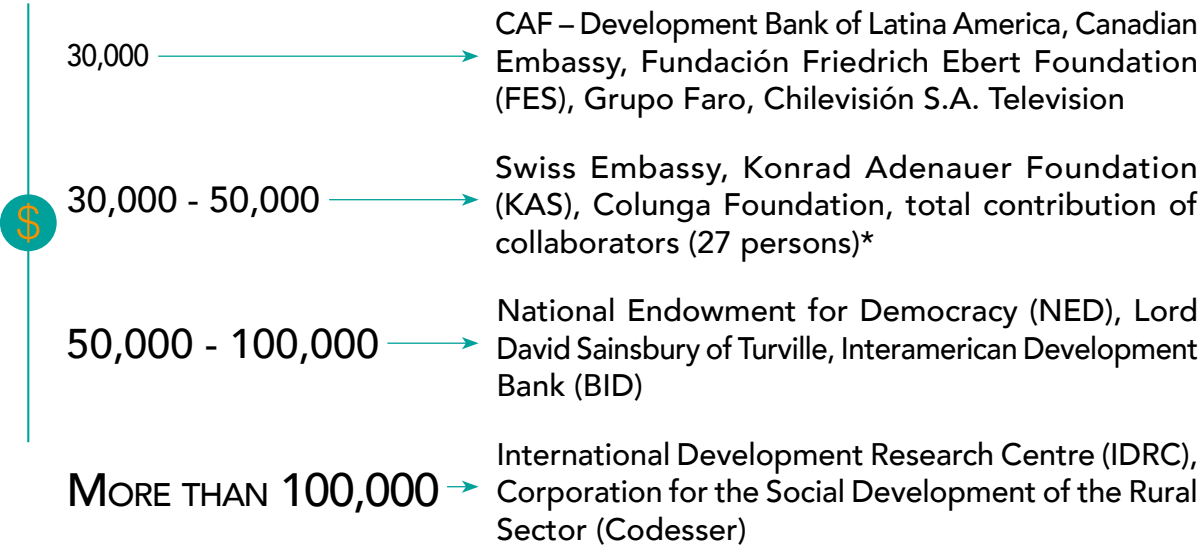 30,000
CAF – Development Bank of Latina America, Canadian
Embassy, Fundación Friedrich Ebert Foundation
(FES), Grupo Faro, Chilevisión S.A. Television
$
30,000 - 50,000
Swiss Embassy, Konrad Adenauer Foundation
(KAS), Colunga Foundation, total contribution of
collaborators (27 persons)*
50,000 - 100,000
National Endowment for Democracy (NED), Lord
David Sainsbury of Turville, Interamerican Development
Bank (BID)
MORE THAN 100,000
International Development Research Centre (IDRC),
Corporation for the Social Development of the Rural
Sector (Codesser)